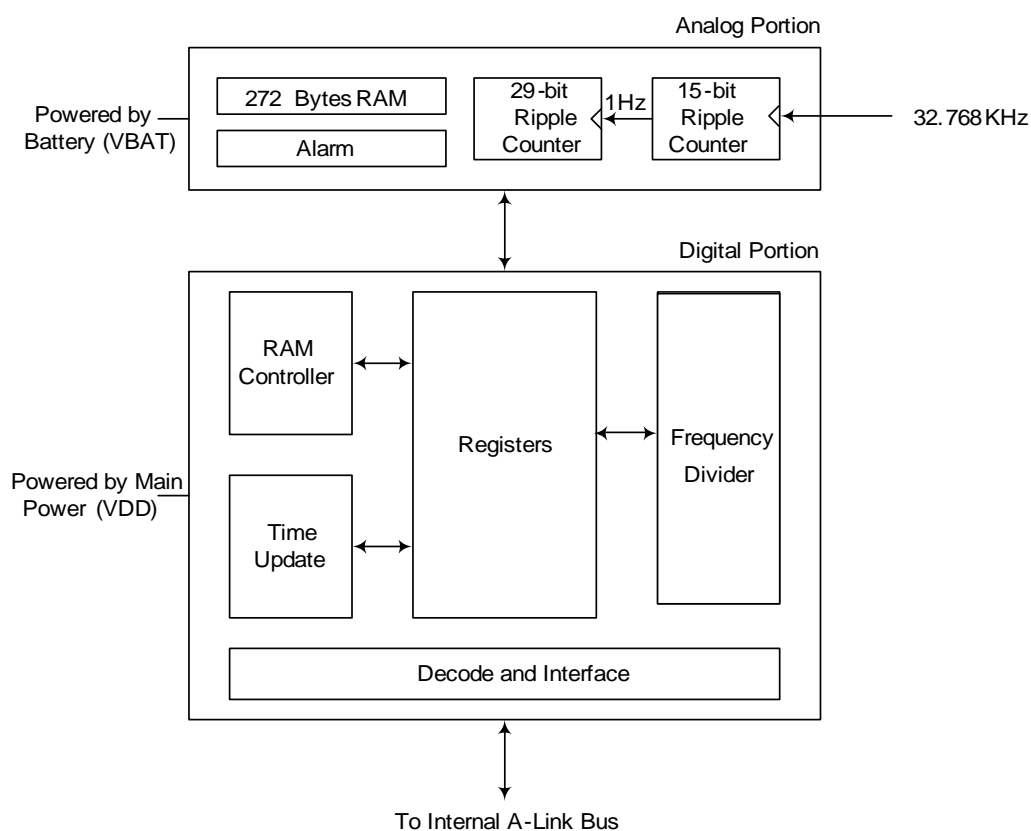 Analog Portion
Powered by
Battery (VBAT)
272 Bytes RAM
Alarm
29-bit
Ripple
Counter
1Hz
15-bit
Ripple
Counter
32.768KHz
Digital Portion
Powered by Main
Power (VDD)
RAM
Controller
Time
Update
Registers
Frequency
Divider
Decode and Interface
To Internal A-Link Bus